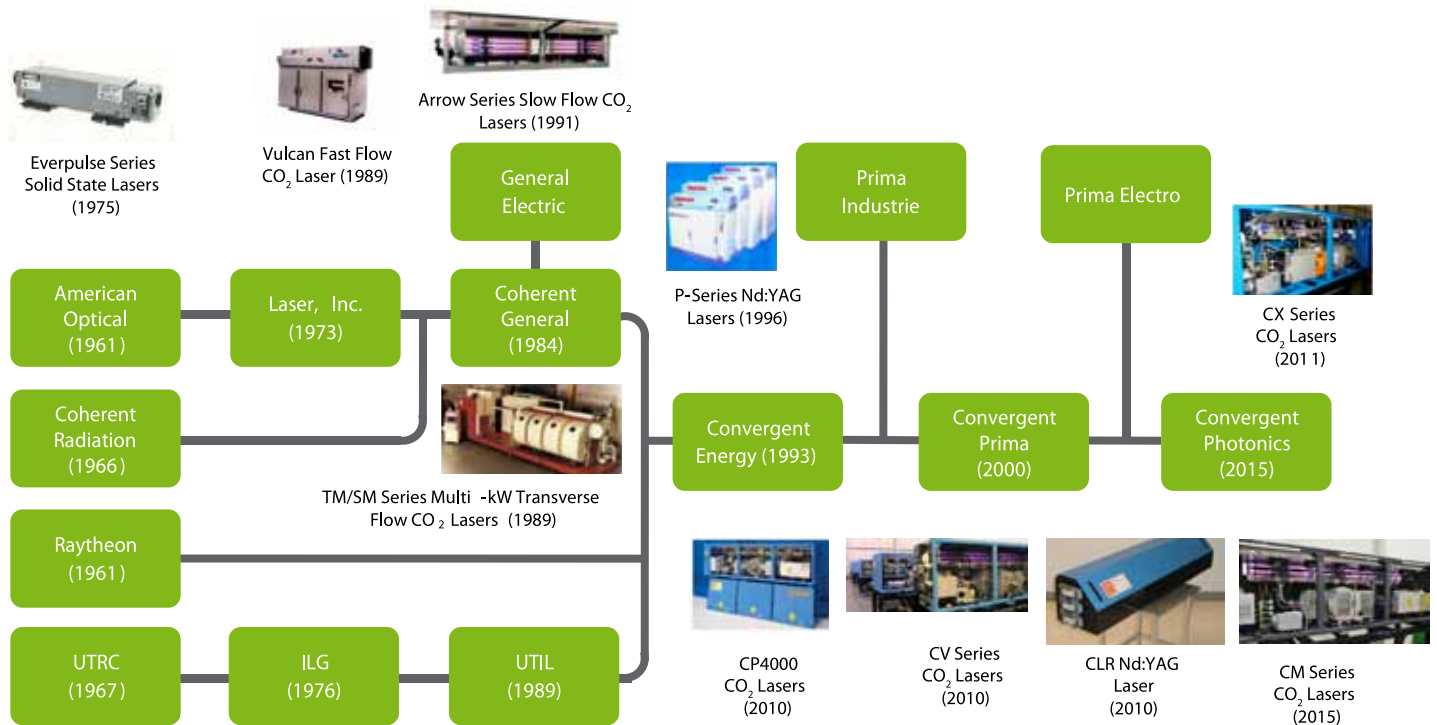 Arrow Series Slow Flow CO₂
Lasers (1991)
Everpulse Series
Solid State Lasers
(1975)
Vulcan Fast Flow
CO₂ Laser (1989)
General
Electric
Prima
Industrie
Prima Electro
American
Optical
(1961)
Laser, Inc.
(1973)
Coherent
General
(1984)
P-Series Nd:YAG
Lasers (1996)
CX Series
CO₂ Lasers
(2011)
Coherent
Radiation
(1966)
TM/SM Series Multi -kW Transverse
Flow CO₂ Lasers (1989)
Convergent
Energy (1993)
Convergent
Prima
(2000)
Convergent
Photonics
(2015)
Raytheon
(1961)
UTRC
(1967)
ILG
(1976)
UTIL
(1989)
CP4000
CO₂ Lasers
(2010)
CV Series
CO₂ Lasers
(2010)
CLR Nd:YAG
Laser
(2010)
CM Series
CO₂ Lasers
(2015)